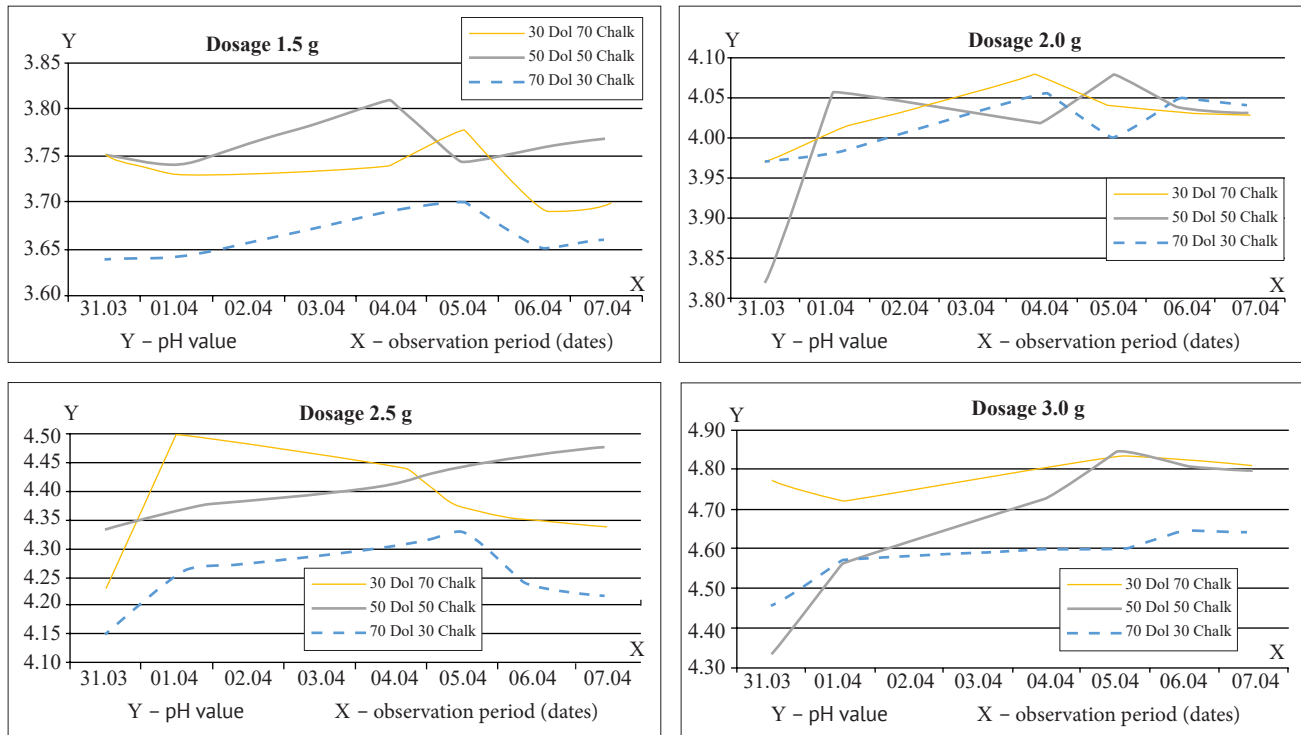 Y
Dosage 1.5 g
30 Dol 70 Chalk
50 Dol 50 Chalk
70 Dol 30 Chalk
3.85
3.80
3.75
3.70
3.65
3.60
X
31.03 01.04 02.04 03.04 04.04 05.04 06.04 07.04
Y – pH value X – observation period (dates)
Y
Dosage 2.0 g
4.10
4.05
4.00
3.95
3.90
3.85
3.80
30 Dol 70 Chalk
50 Dol 50 Chalk
70 Dol 30 Chalk
X
31.03 01.04 02.04 03.04 04.04 05.04 06.04 07.04
Y – pH value X – observation period (dates)
Y
Dosage 2.5 g
4.50
4.45
4.40
4.35
4.30
4.25
4.20
4.15
4.10
30 Dol 70 Chalk
50 Dol 50 Chalk
70 Dol 30 Chalk
X
31.03 01.04 02.04 03.04 04.04 05.04 06.04 07.04
Y – pH value X – observation period (dates)
Y
Dosage 3.0 g
4.90
4.80
4.70
4.60
4.50
4.40
4.30
30 Dol 70 Chalk
50 Dol 50 Chalk
70 Dol 30 Chalk
X
31.03 01.04 02.04 03.04 04.04 05.04 06.04 07.04
Y – pH value X – observation period (dates)